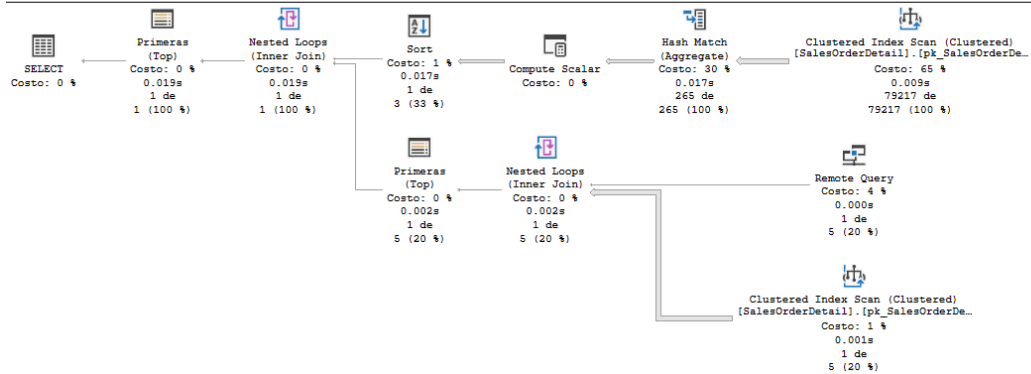 SELECT
Costo: 0 %
Primeras
(Top)
Costo: 0 %
0.019s
1 de
1 (100 %)
Nested Loops
(Inner Join)
Costo: 0 %
0.019s
1 de
1 (100 %)
Sort
Costo: 1 %
0.017s
1 de
3 (33 %)
Compute Scalar
Costo: 0 %
Hash Match
(Aggregate)
Costo: 30 %
0.017s
265 de
265 (100 %)
Clustered Index Scan (Clustered)
[SalesOrderDetail].[pk_SalesOrderDe…
Costo: 65 %
0.009s
79217 de
79217 (100 %)
Primeras
(Top)
Costo: 0 %
0.002s
1 de
5 (20 %)
Nested Loops
(Inner Join)
Costo: 0 %
0.002s
1 de
5 (20 %)
Remote Query
Costo: 4 %
0.000s
1 de
5 (20 %)
Clustered Index Scan (Clustered)
[SalesOrderDetail].[pk_SalesOrderDe…
Costo: 1 %
0.001s
1 de
5 (20 %)